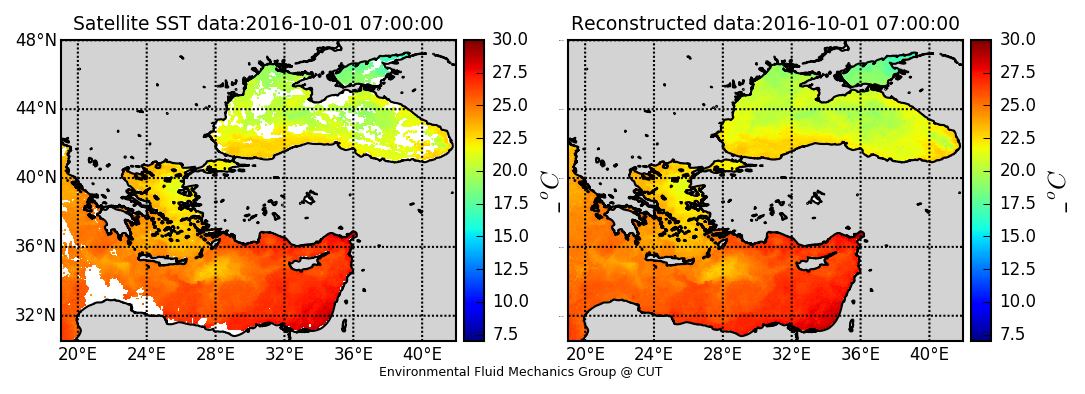 Satellite SST data:2016-10-01 07:00:00
48°N
44°N
40°N
36°N
32°N
20°E 24°E 28°E 32°E 36°E 40°E
30.0
27.5
25.0
22.5
20.0
17.5
15.0
12.5
10.0
7.5
_ °C
Reconstructed data:2016-10-01 07:00:00
20°E 24°E 28°E 32°E 36°E 40°E
30.0
27.5
25.0
22.5
20.0
17.5
15.0
12.5
10.0
7.5
_ °C
Environmental Fluid Mechanics Group @ CUT